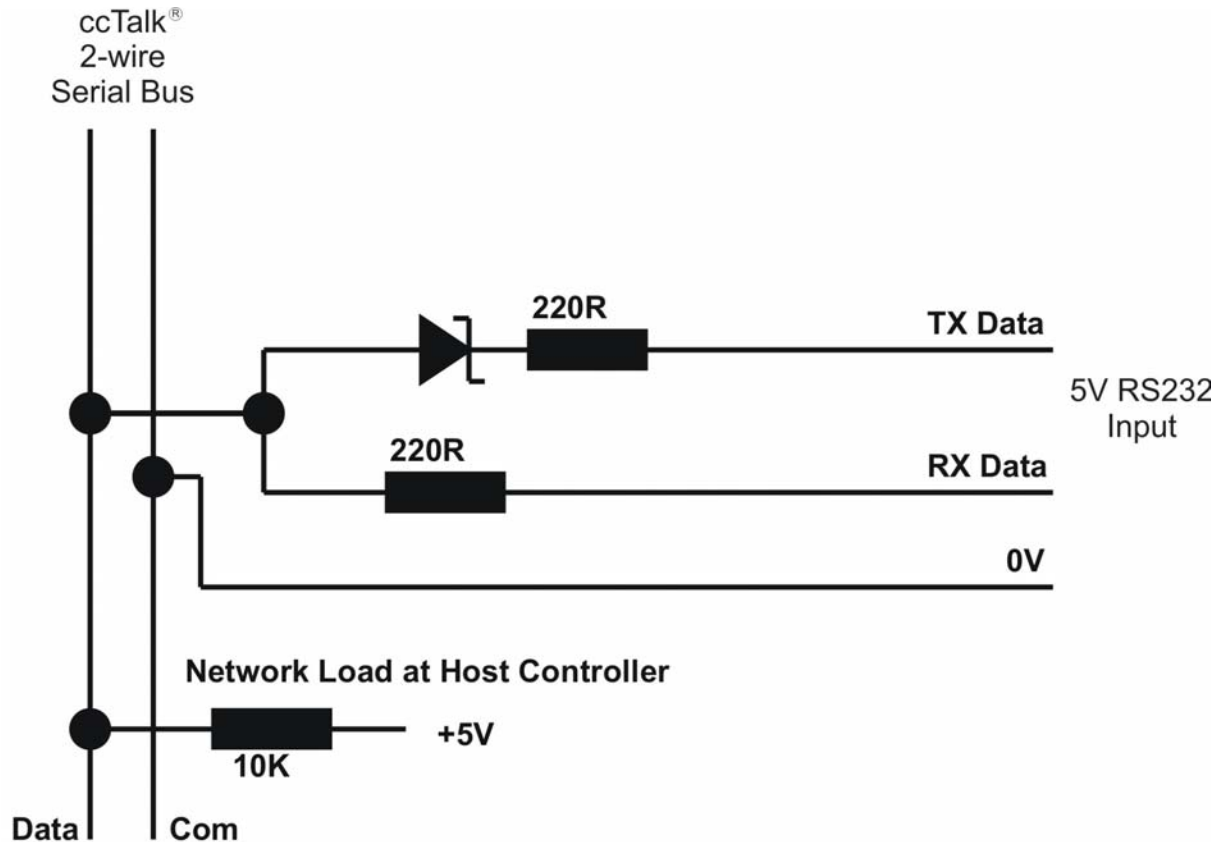 ccTalk®
2-wire
Serial Bus
220R
TX Data
5V RS232
Input
220R
RX Data
0V
Network Load at Host Controller
+5V
10K
Data
Com